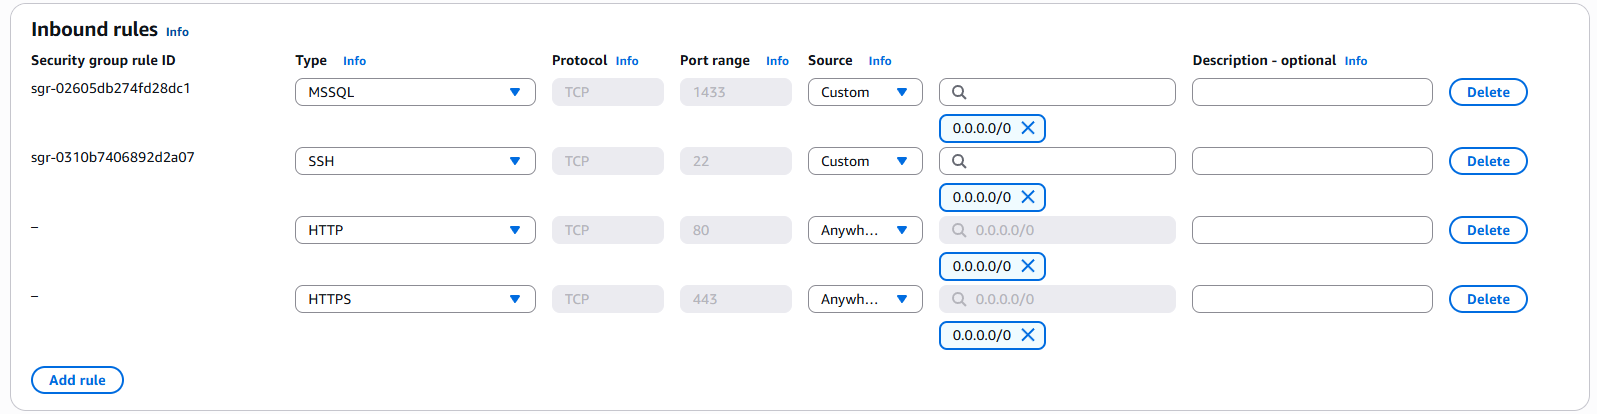 Inbound rules Info
Security group rule ID Type Info Protocol Info Port range Info Source Info Description - optional Info
sgr-02605db274fd28dc1 MSSQL TCP 1433 Custom Delete
0.0.0.0/0
sgr-0310b7406892d2a07 SSH TCP 22 Custom Delete
0.0.0.0/0
– HTTP TCP 80 Anywh... 0.0.0.0/0 Delete
0.0.0.0/0
– HTTPS TCP 443 Anywh... 0.0.0.0/0 Delete
0.0.0.0/0
Add rule